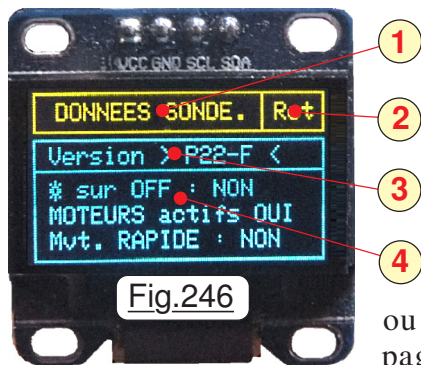 VCC GND SCL SDA
DONNEES SONDE. Rot
Version > P22-F <
* sur OFF : NON
MOTEURS actifs OUI
Mvt. RAPIDE : NON
Fig.246
1
2
3
4
ou
pag